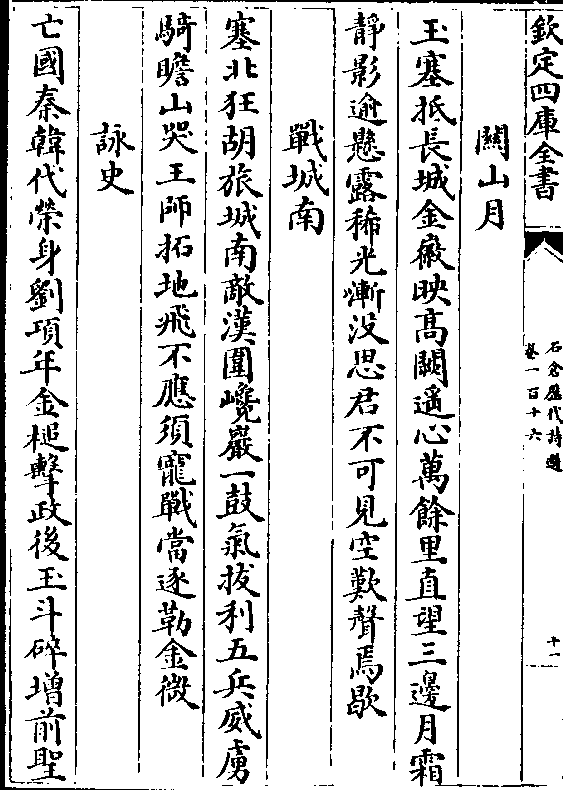 欽定四庫全書
石倉歷代詩選
卷一百十六
十一
關山月
玉塞抵長城金徽映高闕遥心萬餘里直望三邊月霜
静影逾懸露稀光漸没思君不可見空歎聲焉歇
戰城南
塞北狂胡旅城南敵漢圍巉巖一鼓氣拔利五兵威虜
騎瞻山哭王師拓地飛不應須寵戰當逐勒金微
詠史
亡國秦韓代榮身劉項年金槌擊政後玉斗碎增前聖